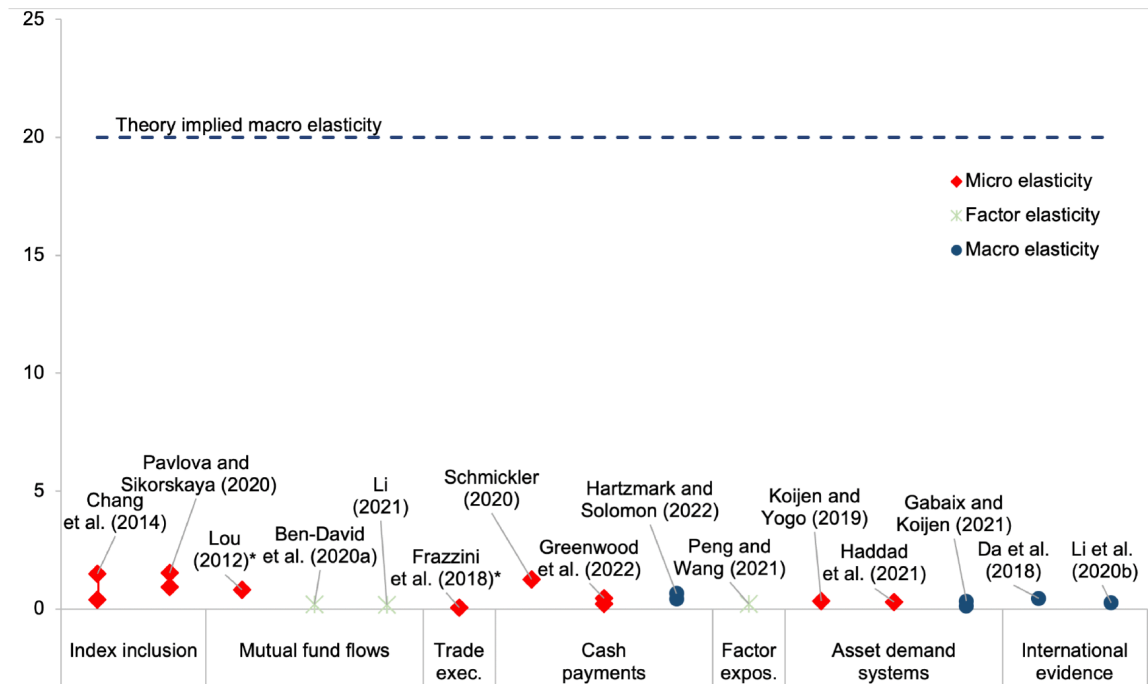 25
20
15
10
5
0
Theory implied macro elasticity
Micro elasticity
Factor elasticity
Macro elasticity
Chang
et al. (2014)
Pavlova and
Sikorskaya (2020)
Lou
(2012)*
Ben-David
et al. (2020a)
Li
(2021)
Frazzini
et al. (2018)*
Schmickler
(2020)
Greenwood
et al. (2022)
Hartzmark and
Solomon (2022)
Peng and
Wang (2021)
Koijen and
Yogo (2019)
Haddad
et al. (2021)
Gabaix and
Koijen (2021)
Da et al.
(2018)
Li et al.
(2020b)
Index inclusion
Mutual fund flows
Trade
exec.
Cash
payments
Factor
expos.
Asset demand
systems
International
evidence